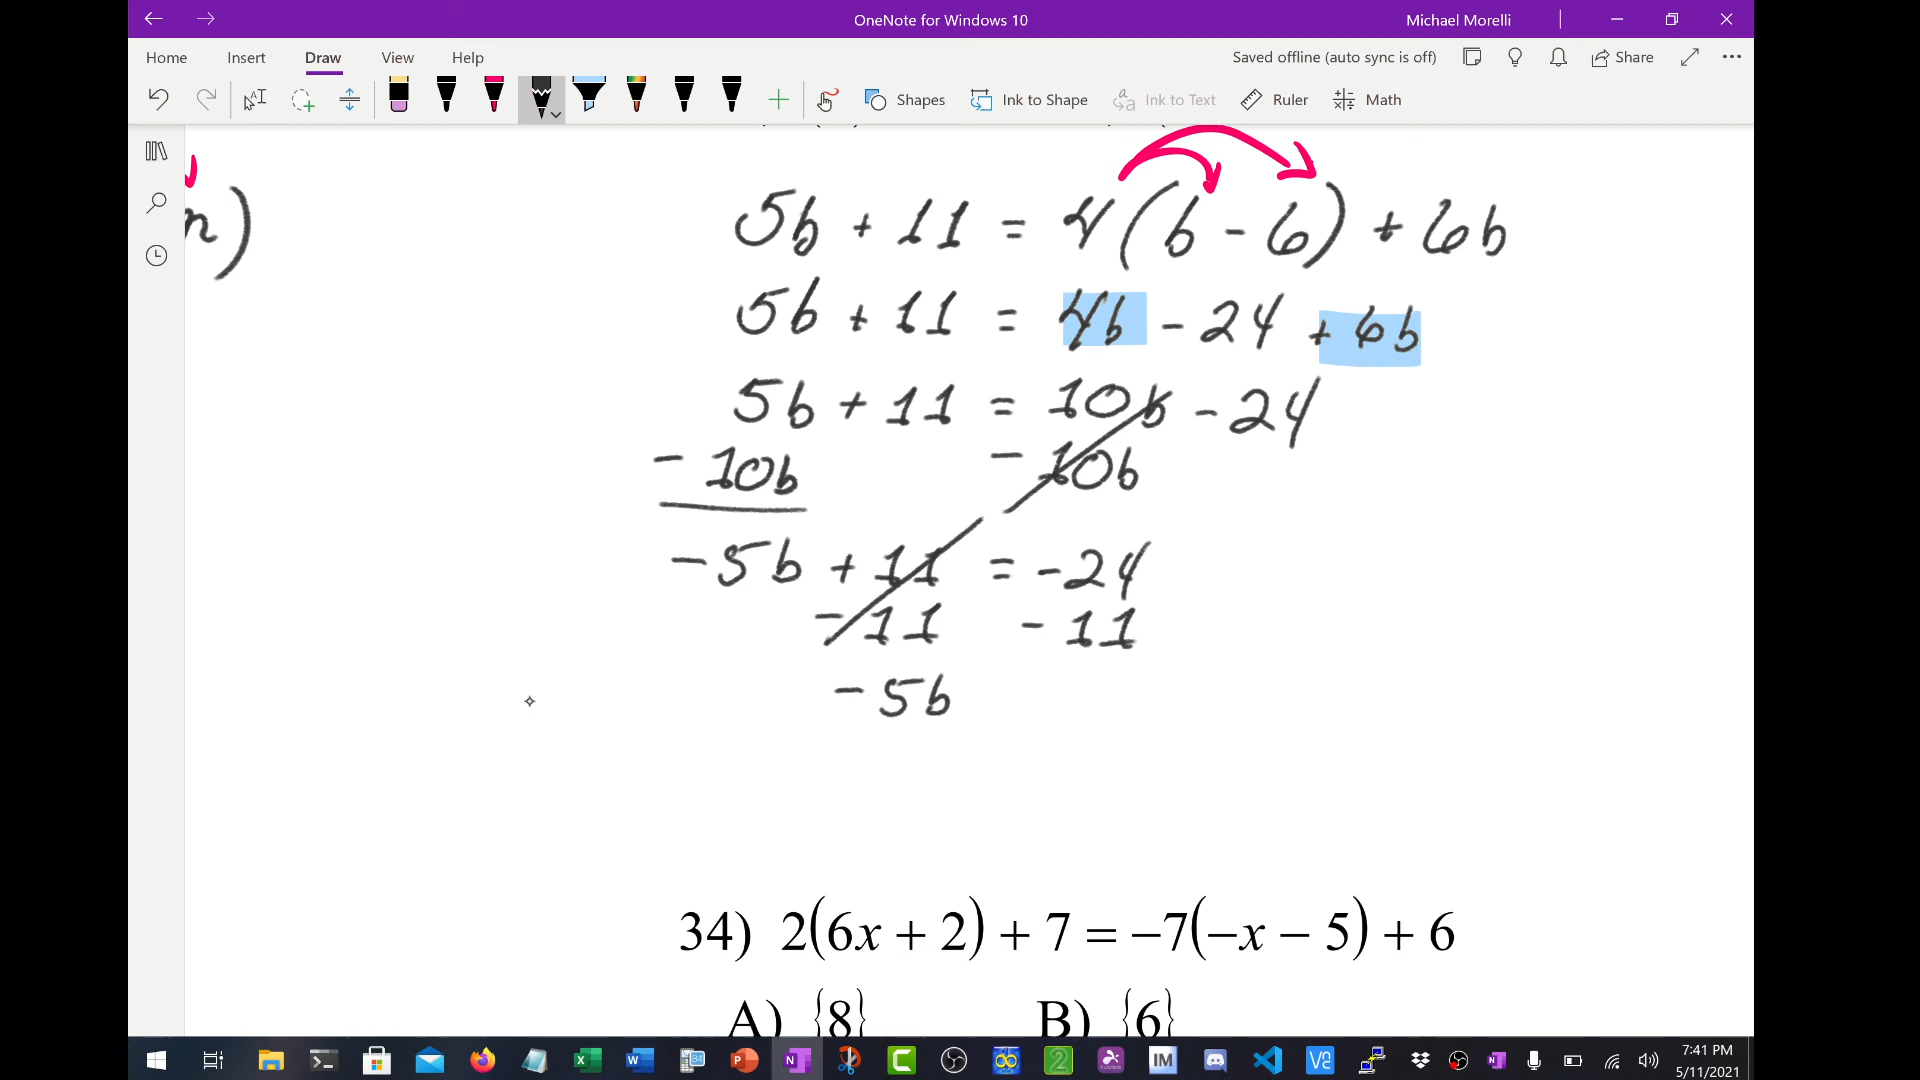 OneNote for Windows 10
Michael Morelli
Home Insert Draw View Help
Saved offline (auto sync is off)
Share
Shapes
Ink to Shape
Ink to Text
Ruler
Math
n)
5b + 11 = 4(b - 6) + 6b
5b + 11 = 4b - 24 + 6b
5b + 11 = 10b - 24
- 10b - 10b
-5b + 11 = -24
-11 - 11
-5b
34) 2(6x + 2) + 7 = −7(−x − 5) + 6
A) {8} B) {6}
7:41 PM
5/11/2021